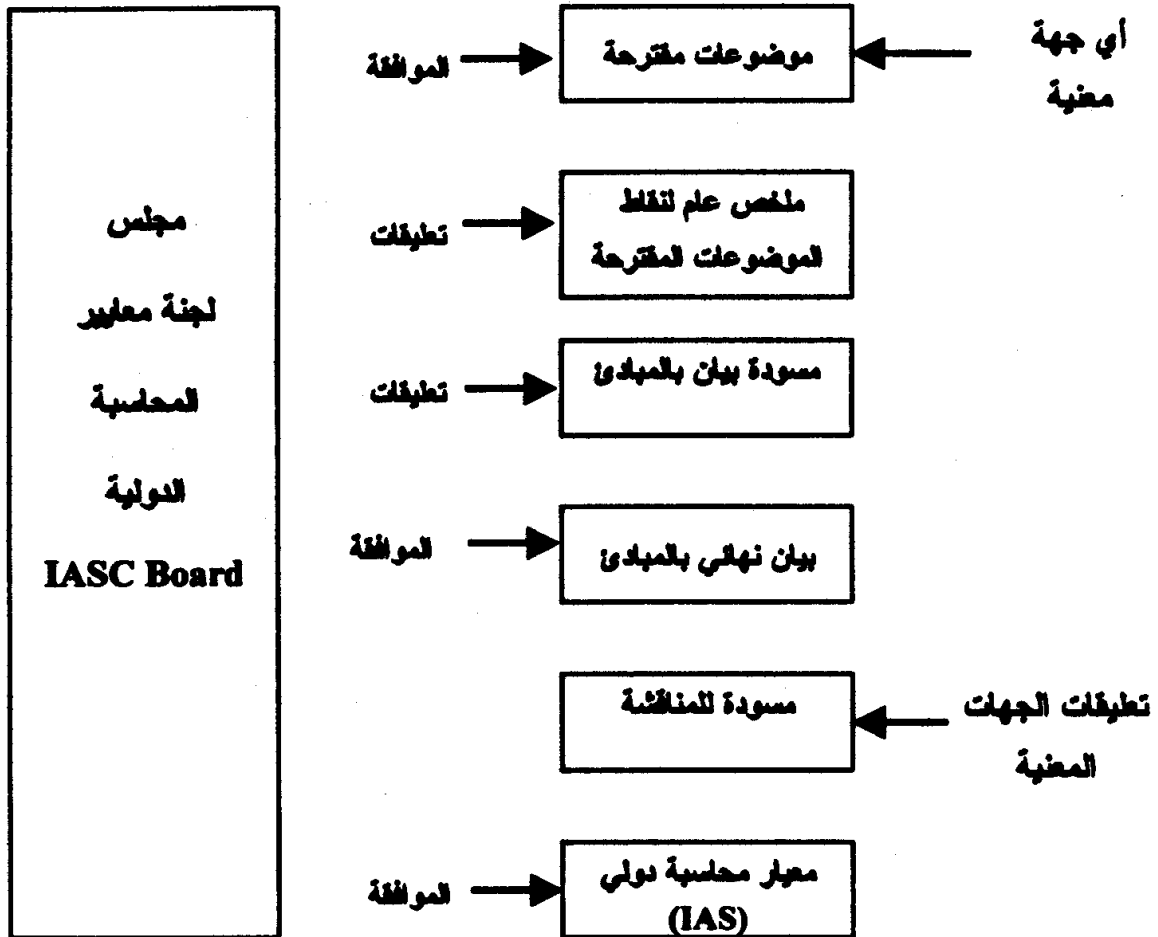 أي جهة
معنية
موضوعات مقترحة
الموافقة
ملخص عام لنقاط
الموضوعات المقترحة
تعليقات
مسودة بيان بالمبادئ
تعليقات
بيان نهائي بالمبادئ
الموافقة
تعليقات الجهات
المعنية
مسودة للمناقشة
معيار محاسبة دولي
(IAS)
الموافقة
مجلس
لجنة معايير
المحاسبة
الدولية
IASC Board